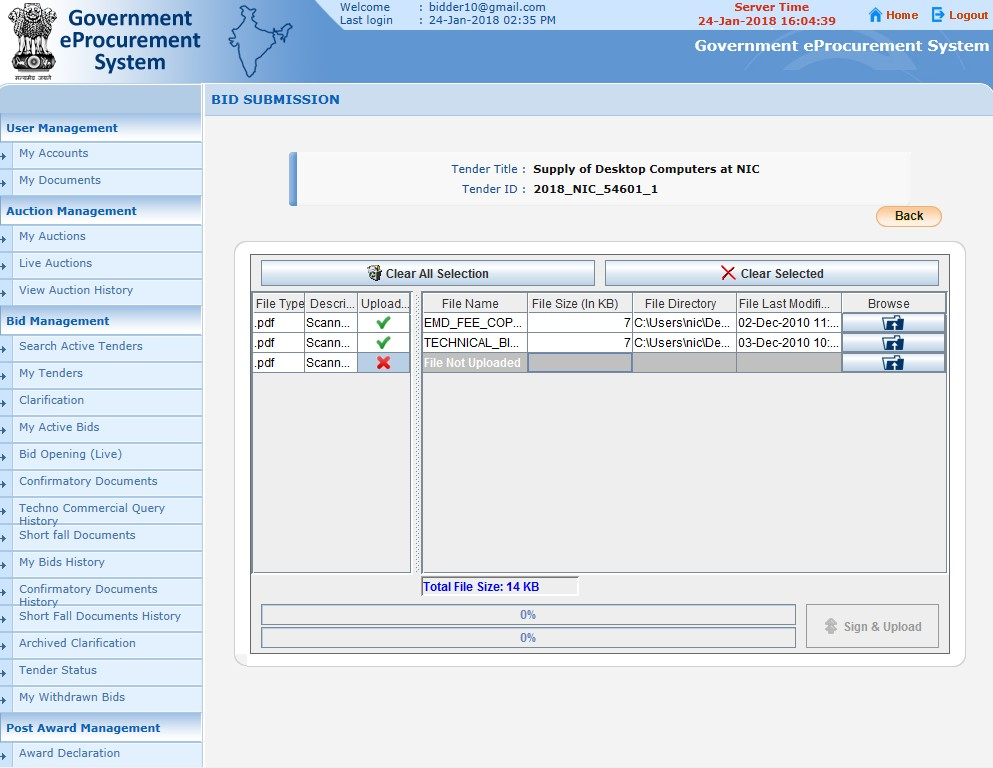 Government
eProcurement
System
सत्यमेव जयते
Welcome : bidder10@gmail.com
Last login : 24-Jan-2018 02:35 PM
Server Time
24-Jan-2018 16:04:39
Home
Logout
Government eProcurement System
BID SUBMISSION
User Management
My Accounts
My Documents
Auction Management
My Auctions
Live Auctions
View Auction History
Bid Management
Search Active Tenders
My Tenders
Clarification
My Active Bids
Bid Opening (Live)
Confirmatory Documents
Techno Commercial Query
History
Short fall Documents
My Bids History
Confirmatory Documents
History
Short Fall Documents History
Archived Clarification
Tender Status
My Withdrawn Bids
Post Award Management
Award Declaration
Tender Title : Supply of Desktop Computers at NIC
Tender ID : 2018_NIC_54601_1
Back
Clear All Selection
Clear Selected
File Type Descri... Upload... File Name File Size (In KB) File Directory File Last Modifi... Browse
.pdf Scann... EMD_FEE_COP... 7 C:\Users\nic\De... 02-Dec-2010 11:...
.pdf Scann... TECHNICAL_BI... 7 C:\Users\nic\De... 03-Dec-2010 10:...
.pdf Scann... File Not Uploaded
Total File Size: 14 KB
0%
0%
Sign & Upload